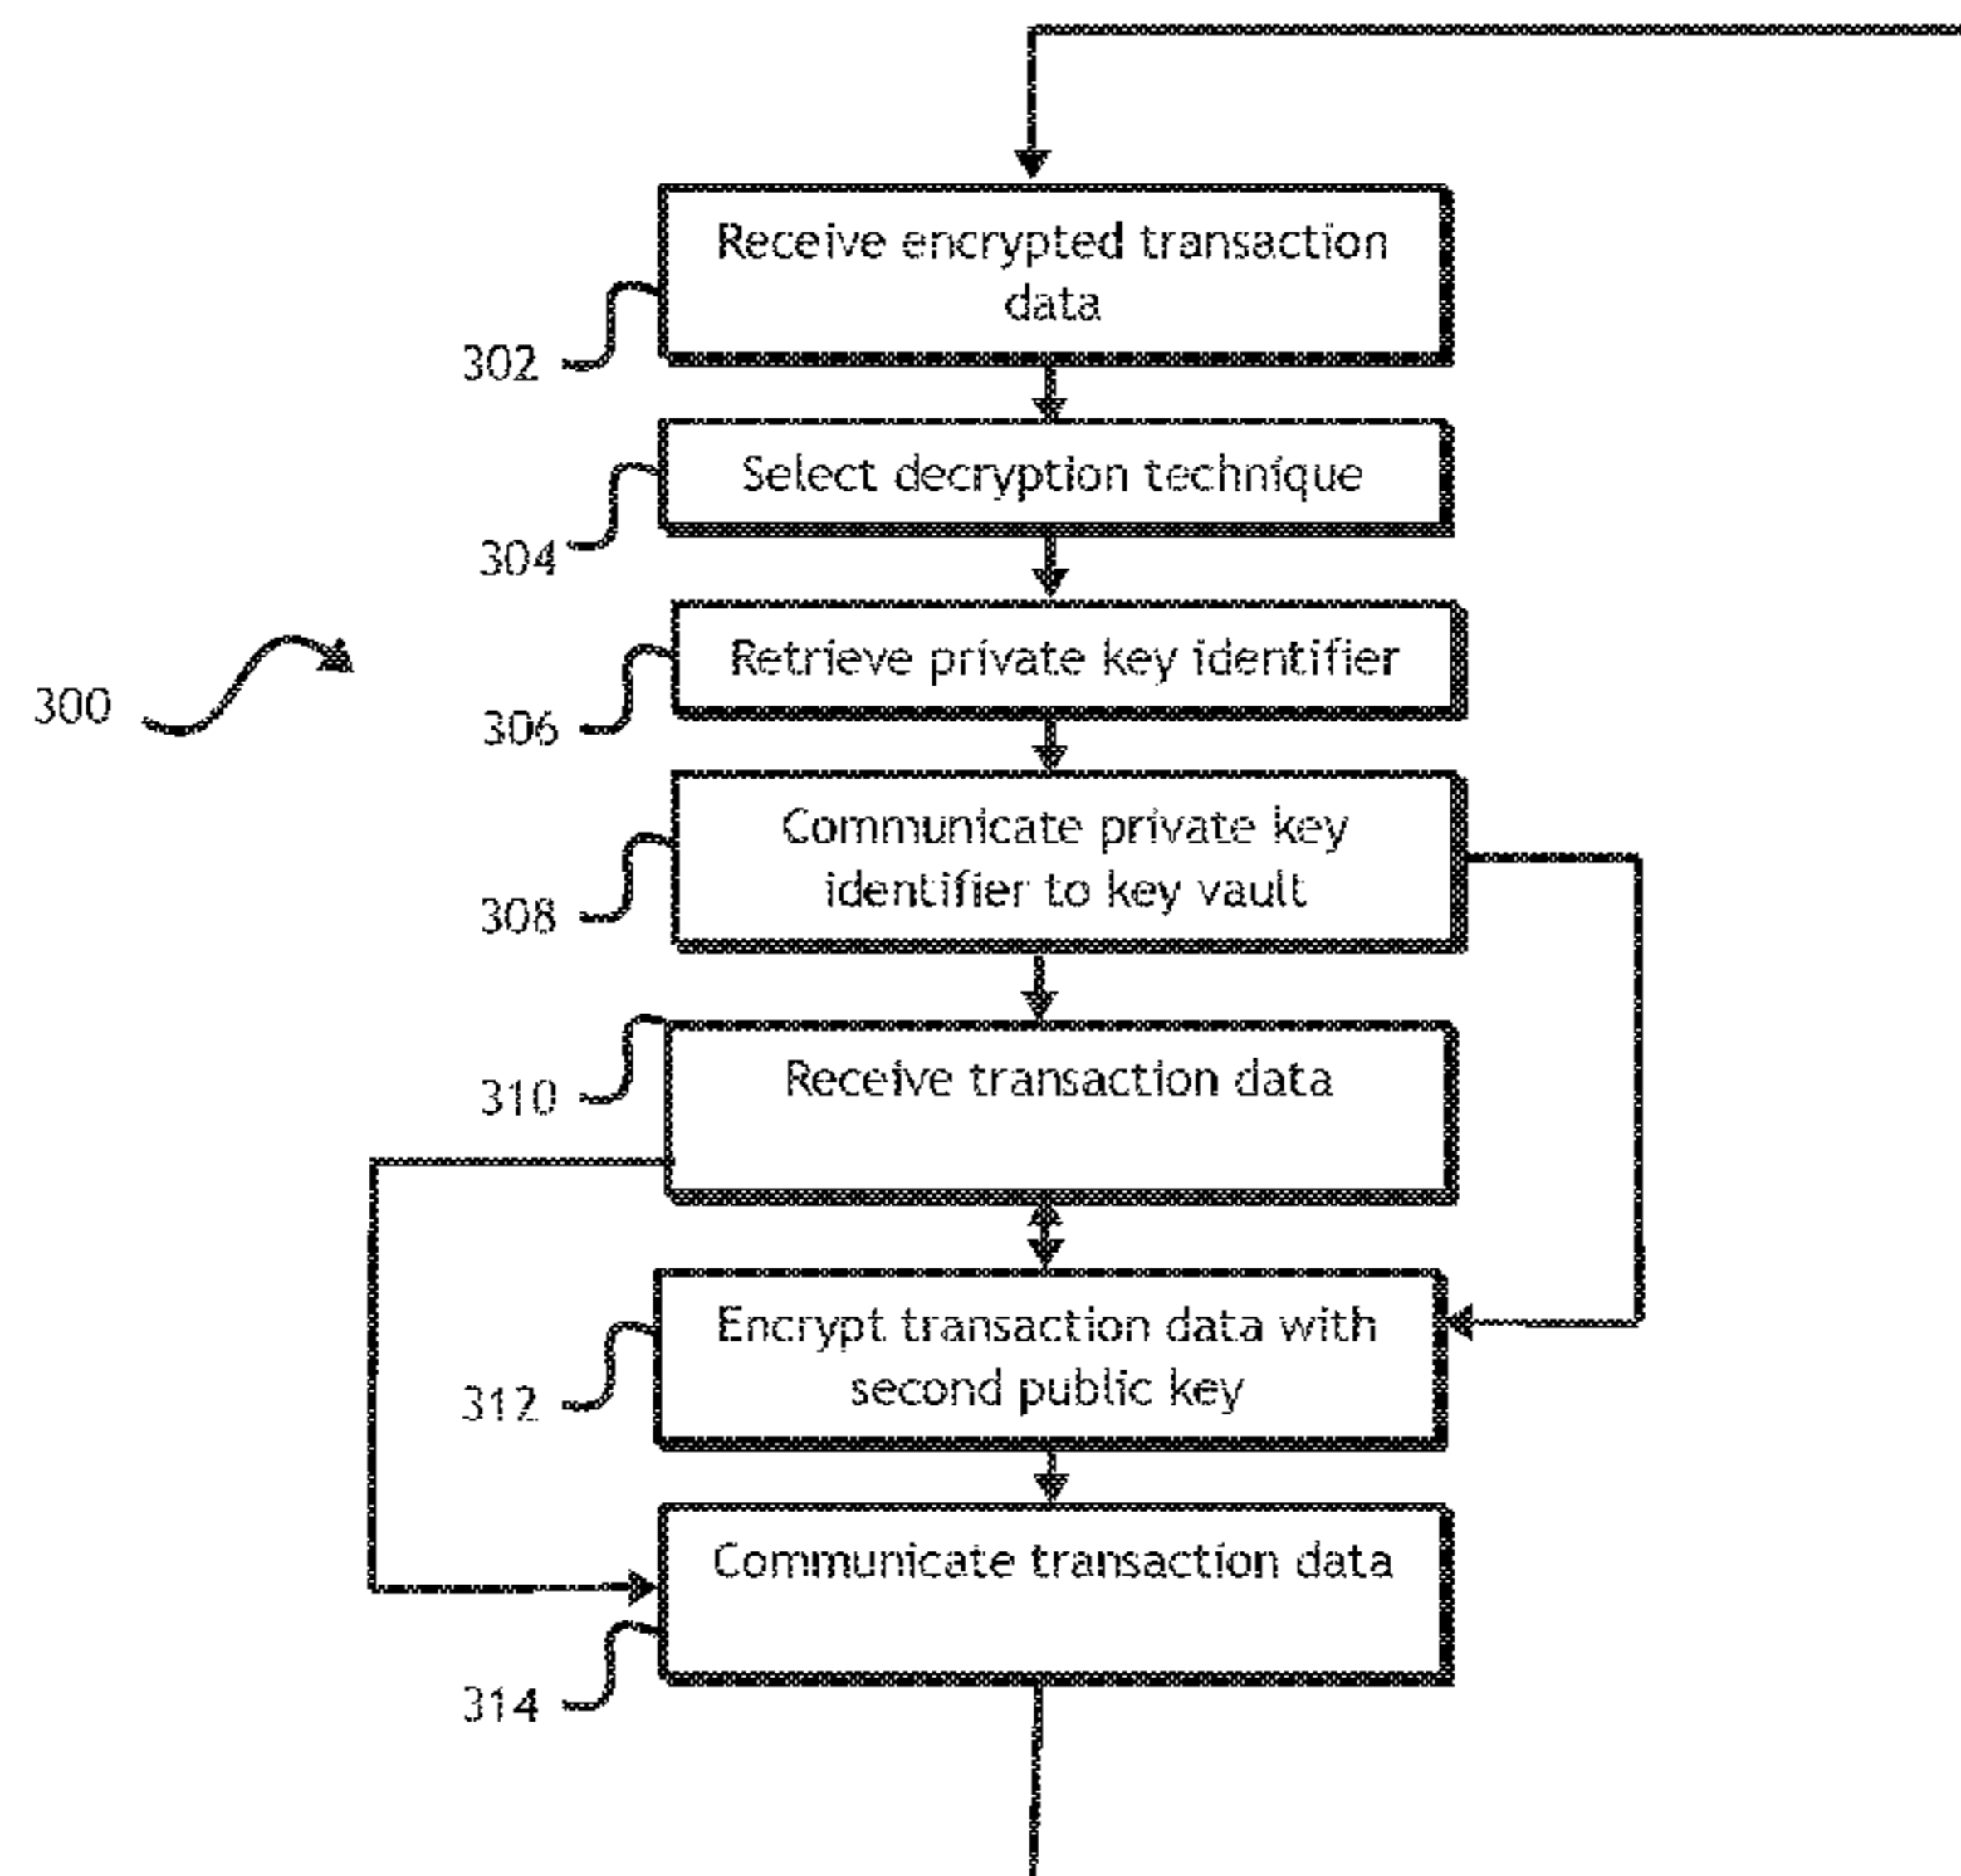 Receive encrypted transaction
data
302
Select decryption technique
304
Retrieve private key identifier
300
306
Communicate private key
identifier to key vault
308
Receive transaction data
310
Encrypt transaction data with
second public key
312
Communicate transaction data
314